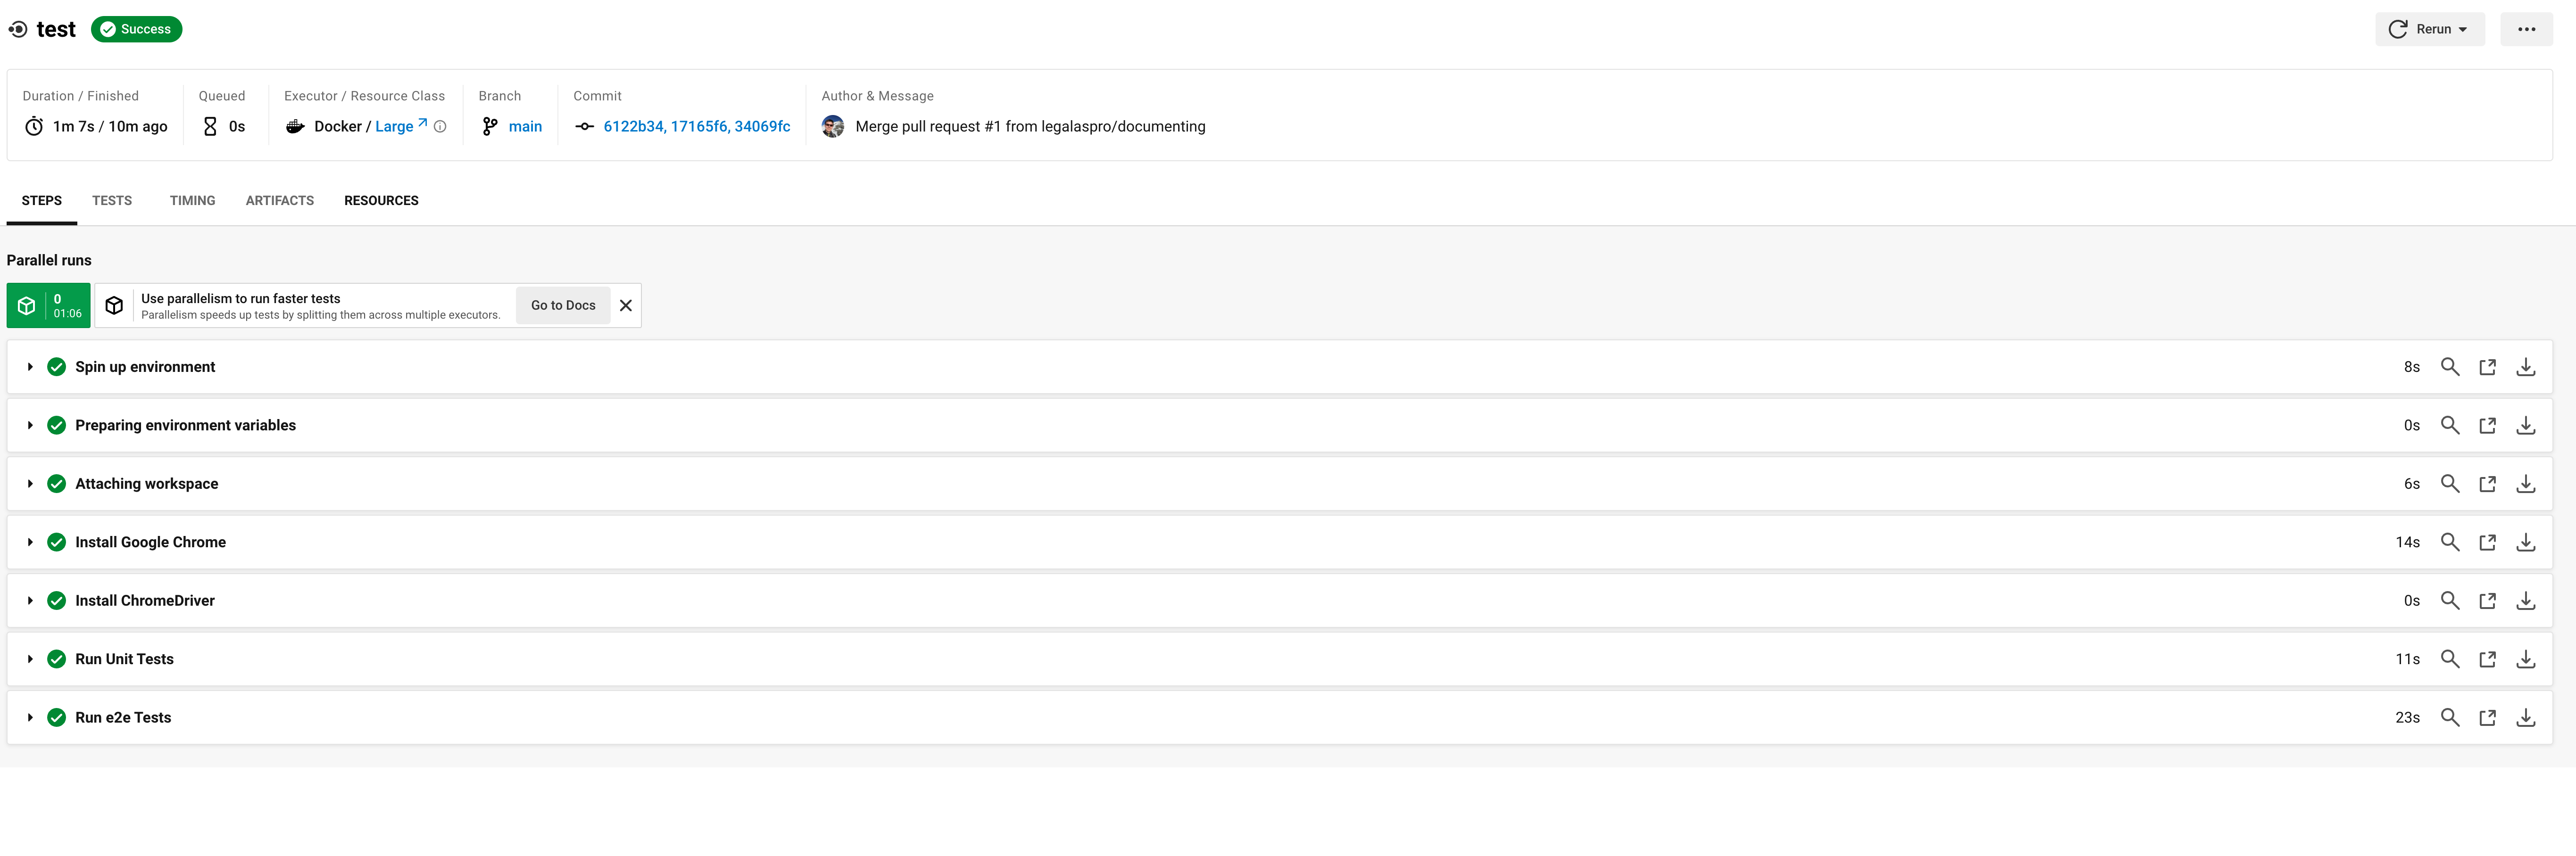 test Success Rerun
Duration / Finished Queued Executor / Resource Class Branch Commit Author & Message
1m 7s / 10m ago 0s Docker / Large main 6122b34, 17165f6, 34069fc Merge pull request #1 from legalaspro/documenting
STEPS TESTS TIMING ARTIFACTS RESOURCES
Parallel runs
0
01:06
Use parallelism to run faster tests
Parallelism speeds up tests by splitting them across multiple executors.
Go to Docs
Spin up environment 8s
Preparing environment variables 0s
Attaching workspace 6s
Install Google Chrome 14s
Install ChromeDriver 0s
Run Unit Tests 11s
Run e2e Tests 23s